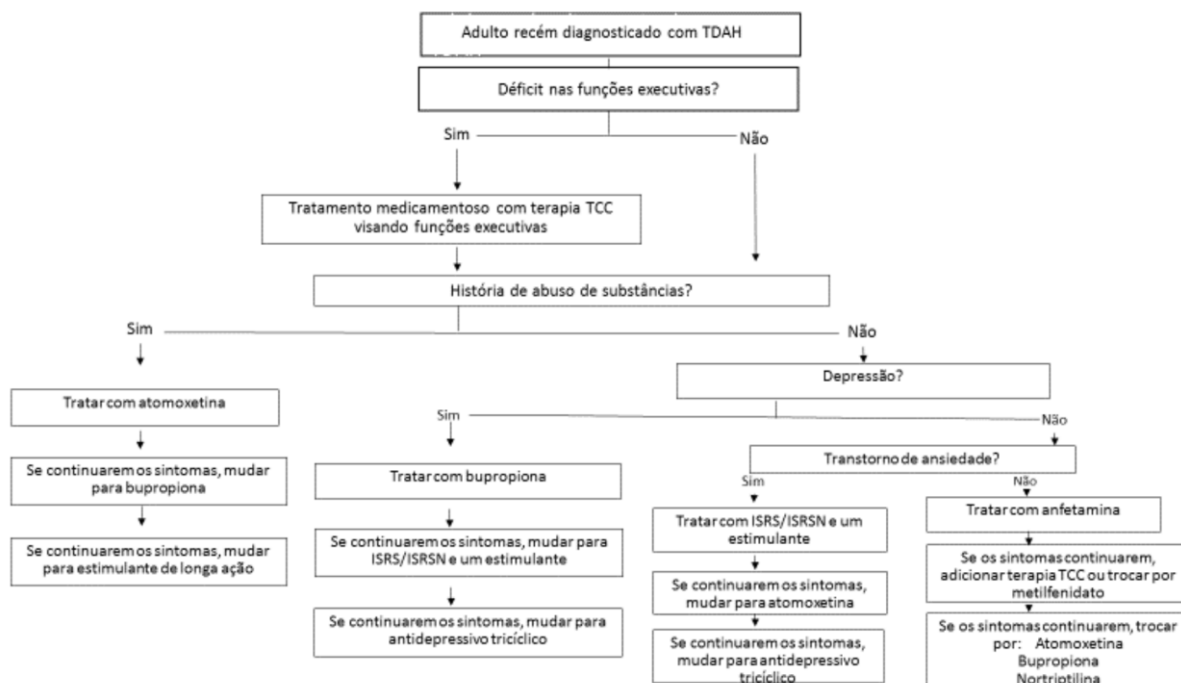 Adulto recém diagnosticado com TDAH
Déficit nas funções executivas?
Sim
Não
Tratamento medicamentoso com terapia TCC
visando funções executivas
História de abuso de substâncias?
Sim
Não
Depressão?
Tratar com atomoxetina
Sim
Não
Se continuarem os sintomas, mudar
para bupropiona
Tratar com bupropiona
Transtorno de ansiedade?
Sim
Não
Tratar com ISRS/ISRSN e um
estimulante
Tratar com anfetamina
Se continuarem os sintomas, mudar
para estimulante de longa ação
Se continuarem os sintomas, mudar para
ISRS/ISRSN e um estimulante
Se continuarem os sintomas,
mudar para atomoxetina
Se os sintomas continuarem,
adicionar terapia TCC ou trocar por
metilfenidato
Se continuarem os sintomas, mudar para
antidepressivo tricíclico
Se continuarem os sintomas,
mudar para antidepressivo
tricíclico
Se os sintomas continuarem, trocar
por: Atomoxetina
Bupropiona
Nortriptilina